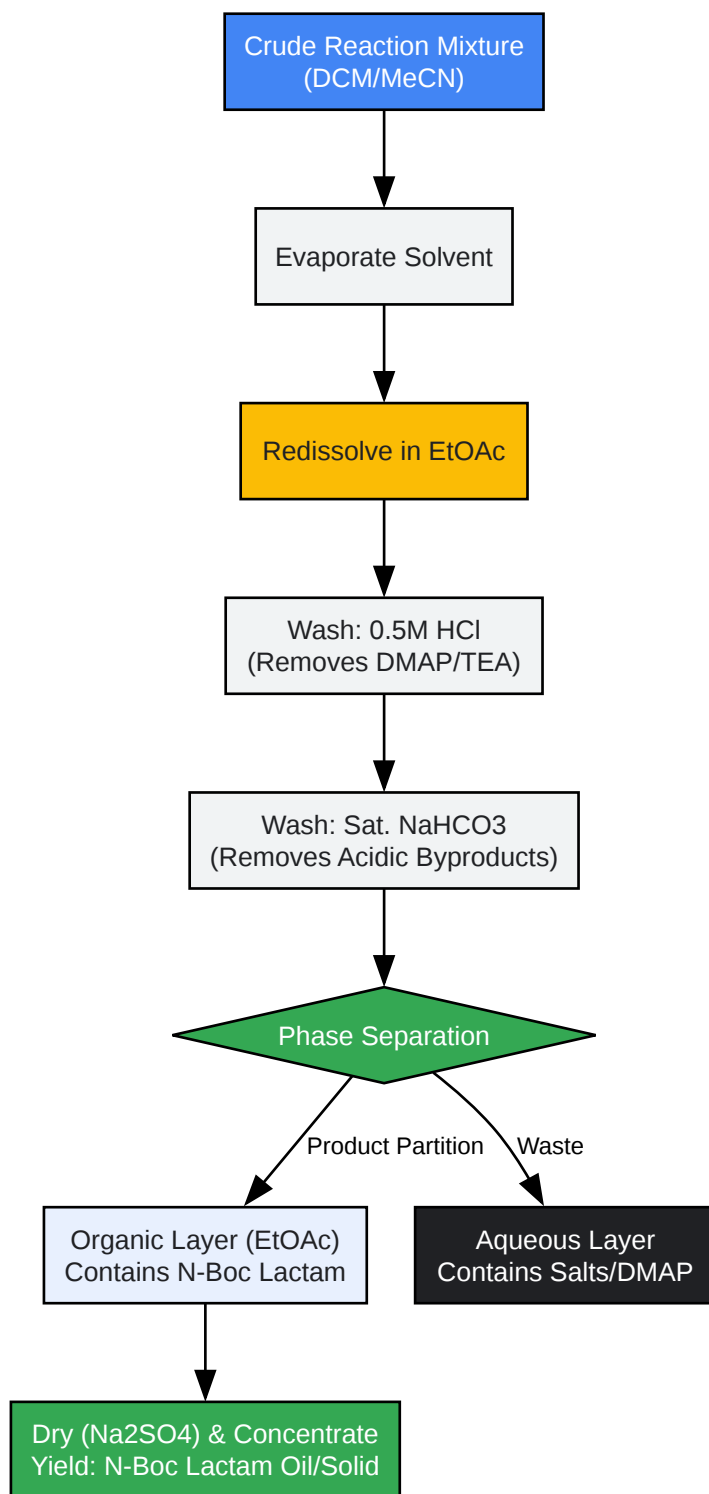 Crude Reaction Mixture
(DCM/MeCN)
Evaporate Solvent
Redissolve in EtOAc
Wash: 0.5M HCl
(Removes DMAP/TEA)
Wash: Sat. NaHCO3
(Removes Acidic Byproducts)
Phase Separation
Product Partition
Waste
Organic Layer (EtOAc)
Contains N-Boc Lactam
Aqueous Layer
Contains Salts/DMAP
Dry (Na2SO4) & Concentrate
Yield: N-Boc Lactam Oil/Solid